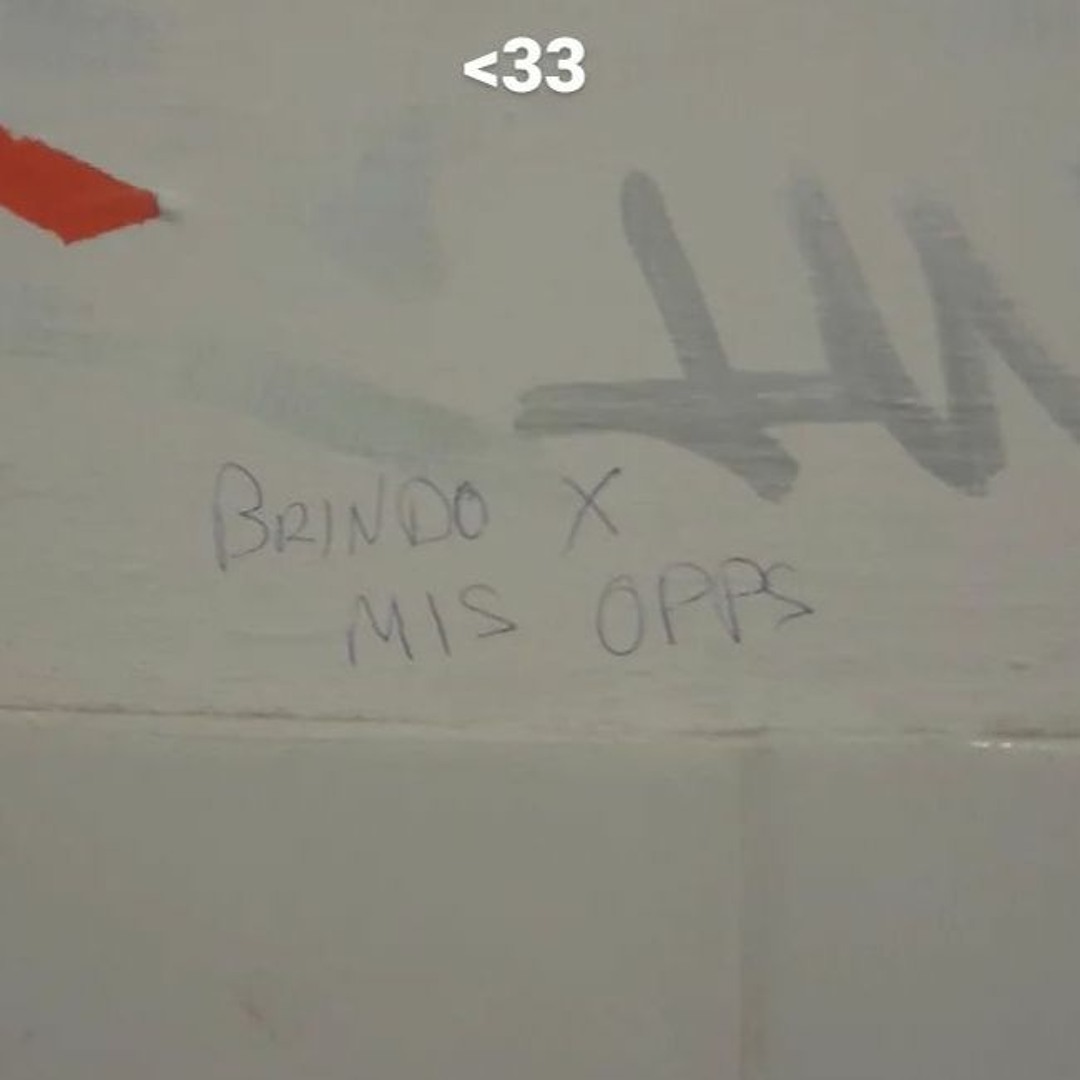 <33
BRINDO X
MIS OPPS